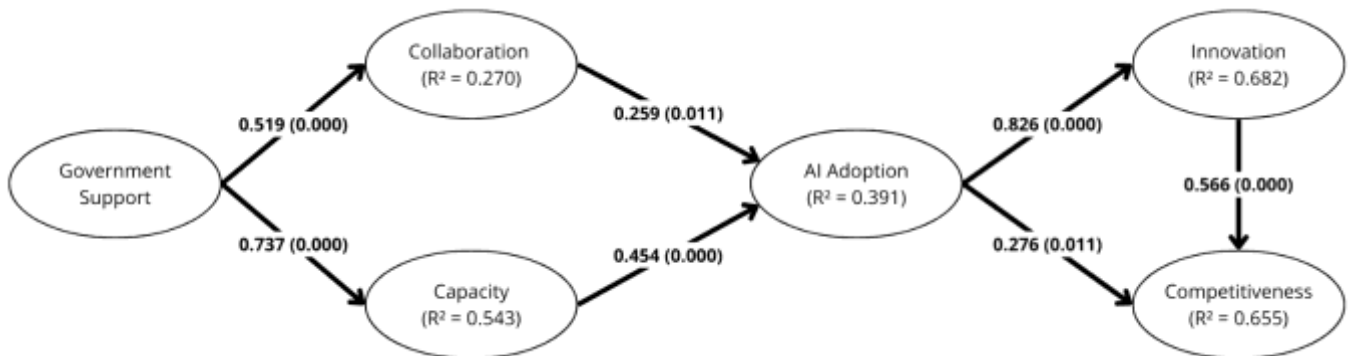 Government
Support
0.519 (0.000)
0.737 (0.000)
Collaboration
(R² = 0.270)
Capacity
(R² = 0.543)
0.259 (0.011)
0.454 (0.000)
AI Adoption
(R² = 0.391)
0.826 (0.000)
0.276 (0.011)
Innovation
(R² = 0.682)
0.566 (0.000)
Competitiveness
(R² = 0.655)